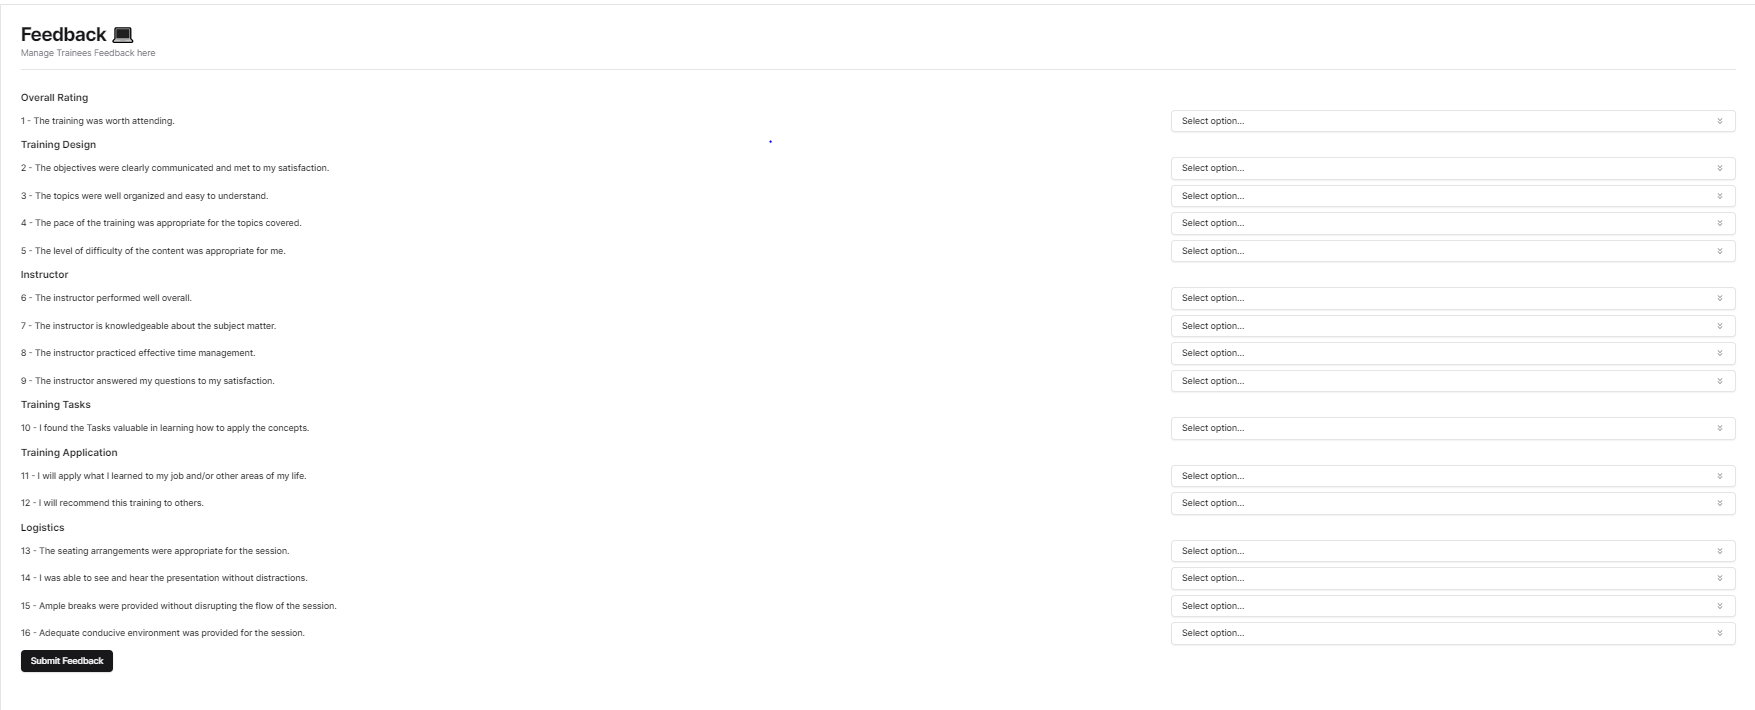 Feedback 💻
Manage Trainees Feedback here
Overall Rating
1 - The training was worth attending. Select option...
Training Design
2 - The objectives were clearly communicated and met to my satisfaction. Select option...
3 - The topics were well organized and easy to understand. Select option...
4 - The pace of the training was appropriate for the topics covered. Select option...
5 - The level of difficulty of the content was appropriate for me. Select option...
Instructor
6 - The instructor performed well overall. Select option...
7 - The instructor is knowledgeable about the subject matter. Select option...
8 - The instructor practiced effective time management. Select option...
9 - The instructor answered my questions to my satisfaction. Select option...
Training Tasks
10 - I found the Tasks valuable in learning how to apply the concepts. Select option...
Training Application
11 - I will apply what I learned to my job and/or other areas of my life. Select option...
12 - I will recommend this training to others. Select option...
Logistics
13 - The seating arrangements were appropriate for the session. Select option...
14 - I was able to see and hear the presentation without distractions. Select option...
15 - Ample breaks were provided without disrupting the flow of the session. Select option...
16 - Adequate conducive environment was provided for the session. Select option...
Submit Feedback